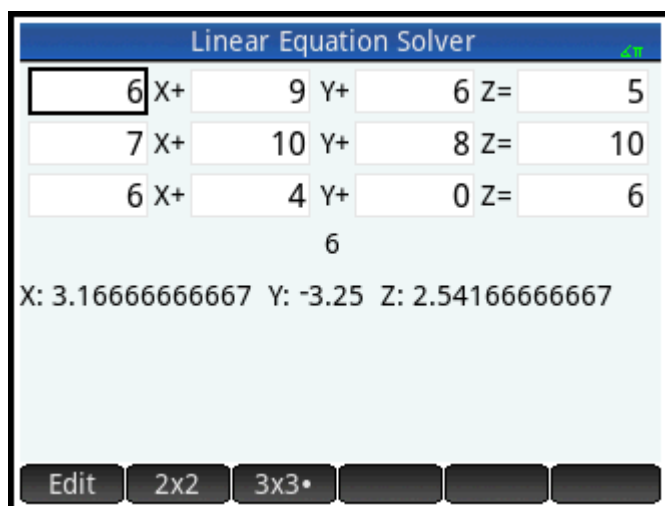 Linear Equation Solver
∡π
6 X+ 9 Y+ 6 Z= 5
7 X+ 10 Y+ 8 Z= 10
6 X+ 4 Y+ 0 Z= 6
6
X: 3.16666666667 Y: -3.25 Z: 2.54166666667
Edit 2x2 3x3•